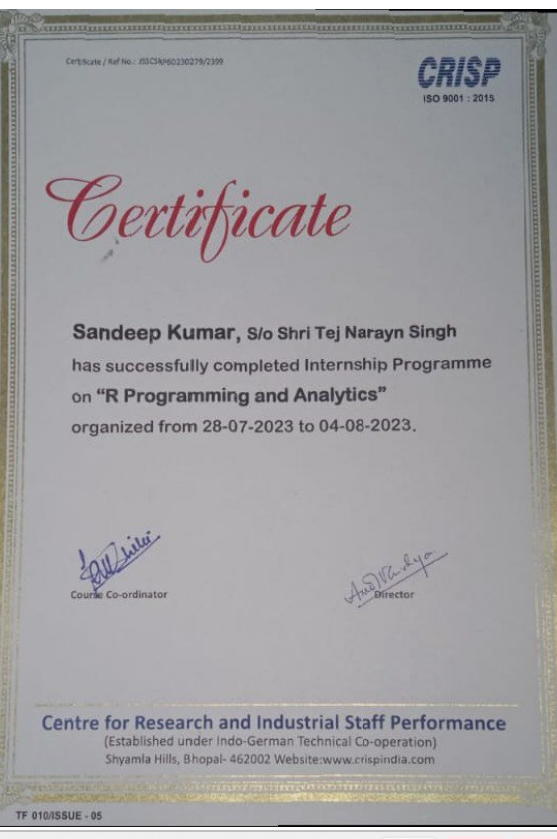 Certificate / Ref No.: JSSCSAP60230279/2399
CRISP
ISO 9001 : 2015
Certificate
Sandeep Kumar, S/o Shri Tej Narayn Singh
has successfully completed Internship Programme
on “R Programming and Analytics”
organized from 28-07-2023 to 04-08-2023.
Course Co-ordinator
Director
Centre for Research and Industrial Staff Performance
(Established under Indo-German Technical Co-operation)
Shyamla Hills, Bhopal- 462002 Website:www.crispindia.com
TF 010/ISSUE - 05